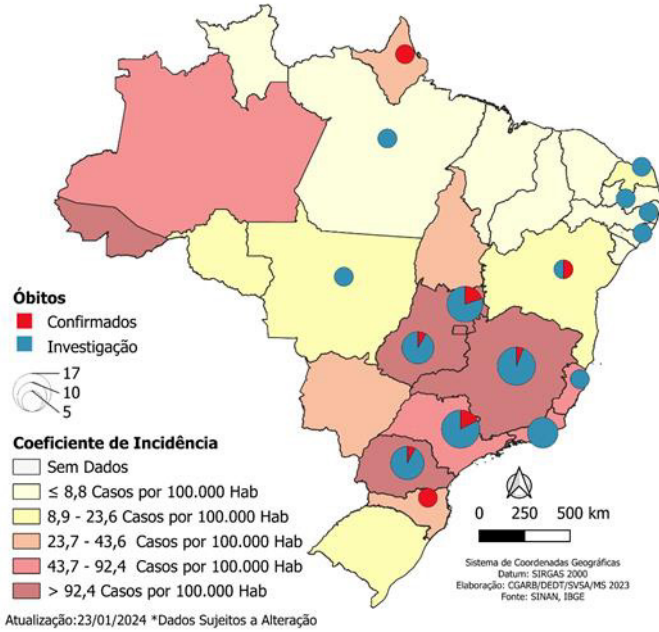 Óbitos
Confirmados
Investigação
17
10
5
Coeficiente de Incidência
Sem Dados
≤ 8,8 Casos por 100.000 Hab
8,9 - 23,6 Casos por 100.000 Hab
23,7 - 43,6 Casos por 100.000 Hab
43,7 - 92,4 Casos por 100.000 Hab
> 92,4 Casos por 100.000 Hab
0 250 500 km
Sistema de Coordenadas Geográficas
Datum: SIRGAS 2000
Elaboração: CGARB/DEDT/SVSA/MS 2023
Fonte: SINAN, IBGE
Atualização:23/01/2024 *Dados Sujeitos a Alteração